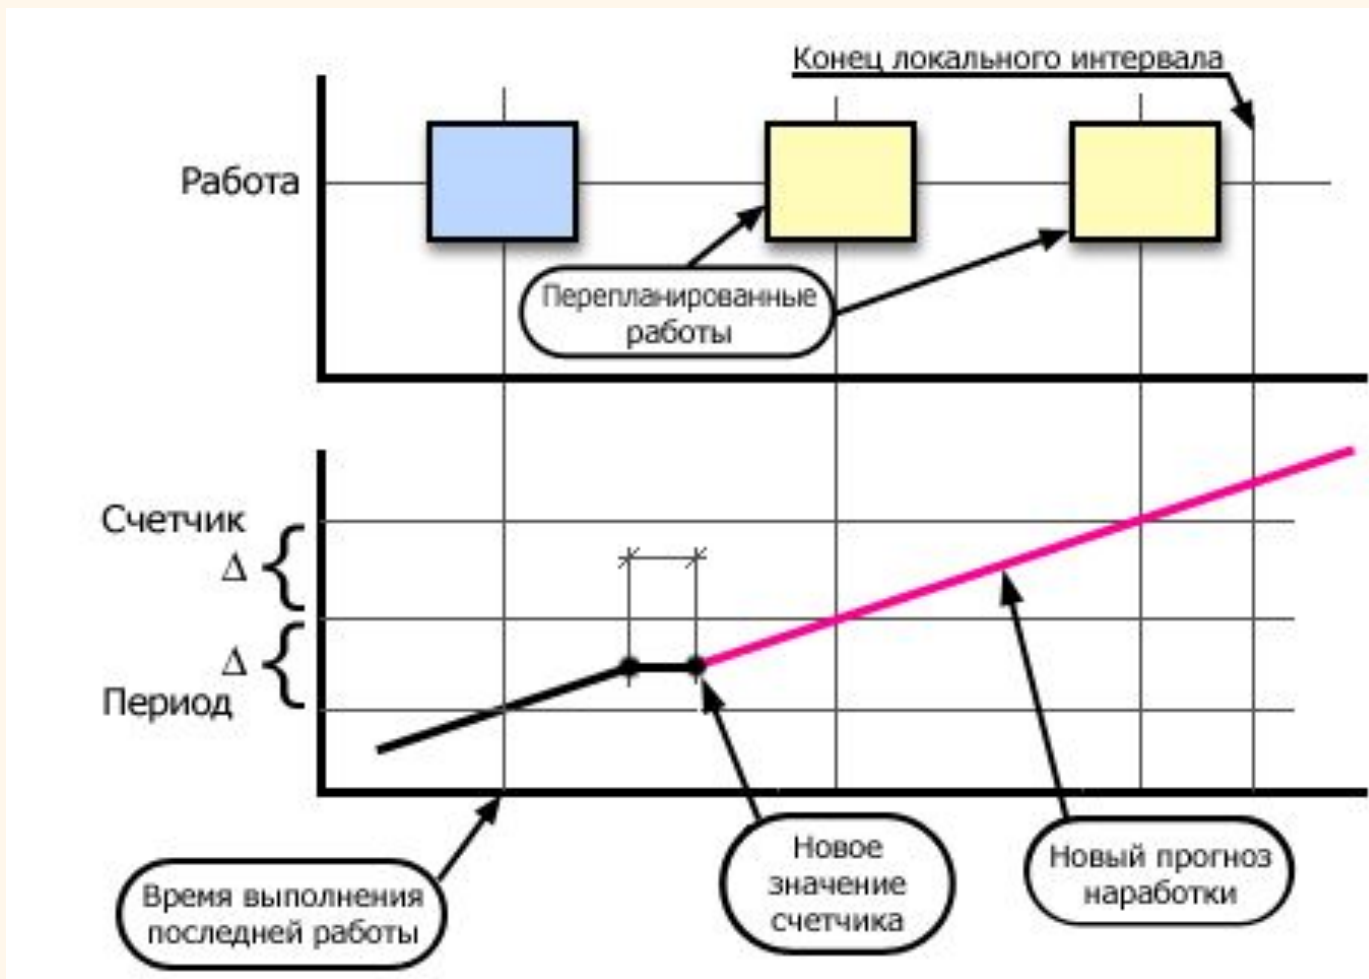 Конец локального интервала
Работа
Перепланированные
работы
Счетчик
Δ
Δ
Период
Время выполнения
последней работы
Новое
значение
счетчика
Новый прогноз
наработки